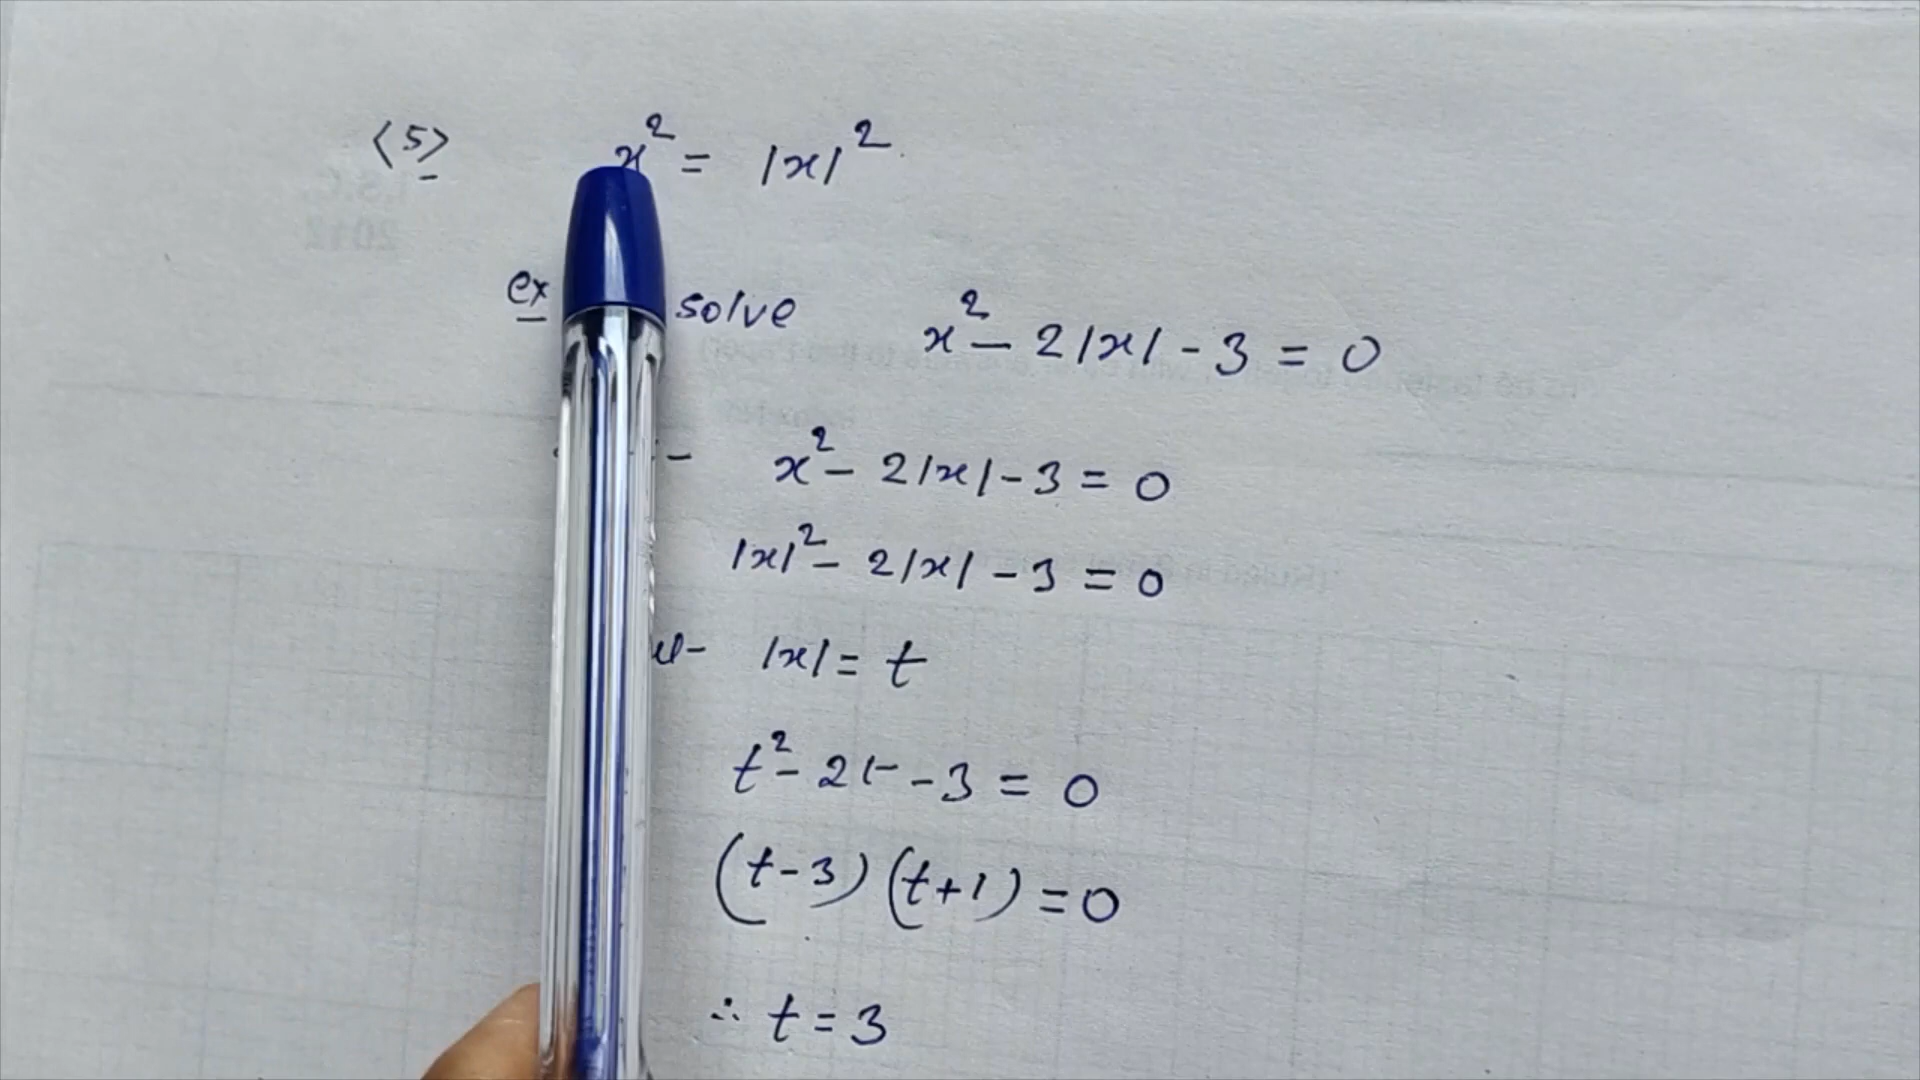 <5> x² = |x|²
ex solve x² - 2|x| - 3 = 0
- x² - 2|x| - 3 = 0
|x|² - 2|x| - 3 = 0
|x| = t
t² - 2t - 3 = 0
(t-3) (t+1) = 0
∴ t = 3